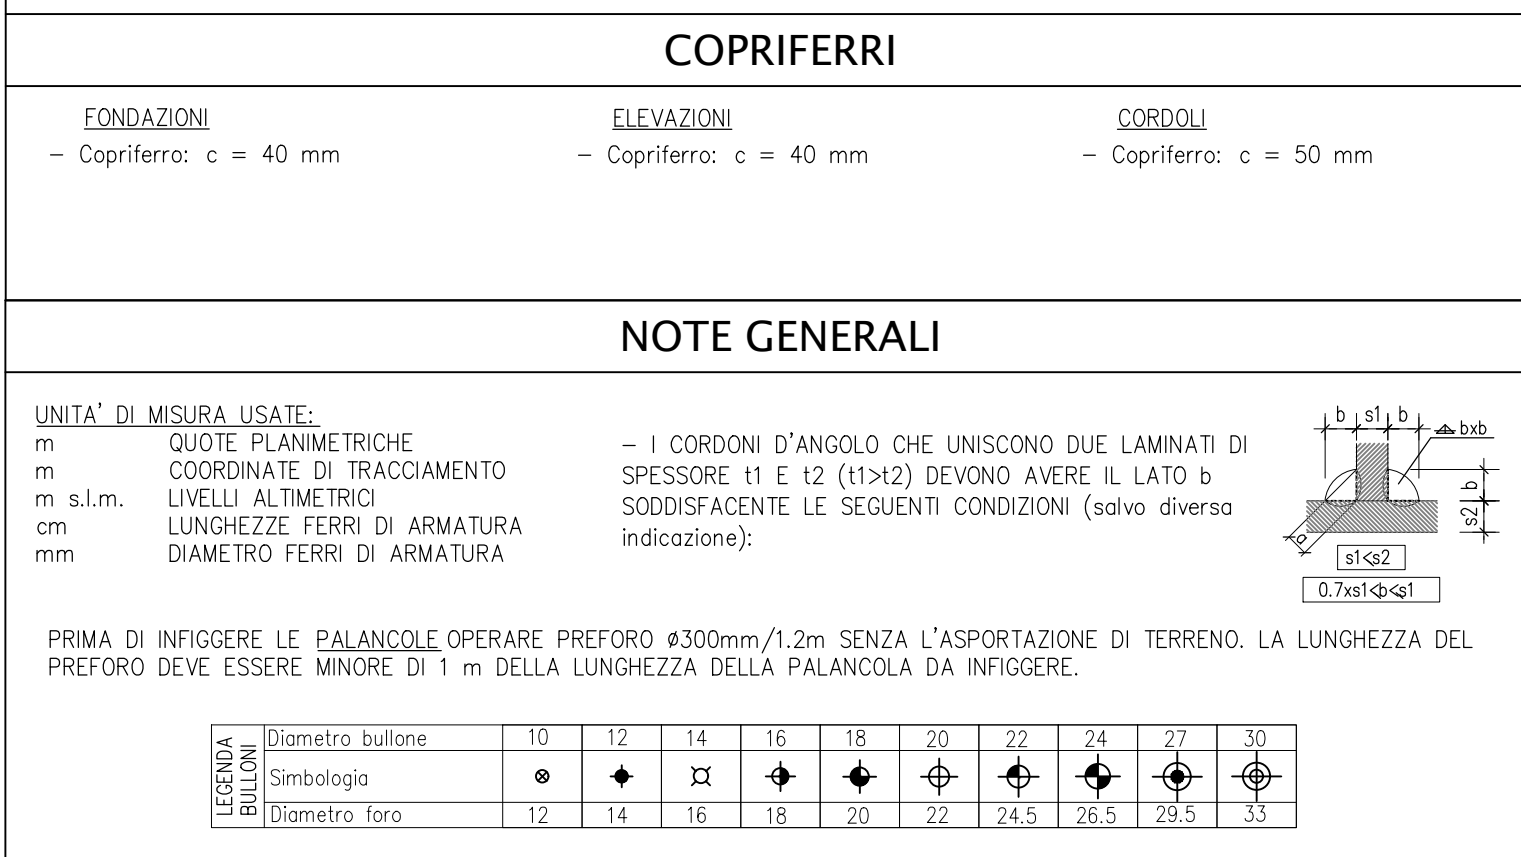 COPRIFERRI
FONDAZIONI
– Copriferro: c = 40 mm
ELEVAZIONI
– Copriferro: c = 40 mm
CORDOLI
– Copriferro: c = 50 mm
NOTE GENERALI
UNITA' DI MISURA USATE:
m QUOTE PLANIMETRICHE
m COORDINATE DI TRACCIAMENTO
m s.l.m. LIVELLI ALTIMETRICI
cm LUNGHEZZE FERRI DI ARMATURA
mm DIAMETRO FERRI DI ARMATURA
– I CORDONI D'ANGOLO CHE UNISCONO DUE LAMINATI DI
SPESSORE t1 E t2 (t1>t2) DEVONO AVERE IL LATO b
SODDISFACENTE LE SEGUENTI CONDIZIONI (salvo diversa
indicazione):
b s1 b
bxb
b
s2
a
s1<s2
0.7xs1<b<s1
PRIMA DI INFIGGERE LE PALANCOLE OPERARE PREFORO ø300mm/1.2m SENZA L'ASPORTAZIONE DI TERRENO. LA LUNGHEZZA DEL
PREFORO DEVE ESSERE MINORE DI 1 m DELLA LUNGHEZZA DELLA PALANCOLA DA INFIGGERE.
LEGENDA
BULLONI
Diametro bullone 10 12 14 16 18 20 22 24 27 30
Simbologia
Diametro foro 12 14 16 18 20 22 24.5 26.5 29.5 33